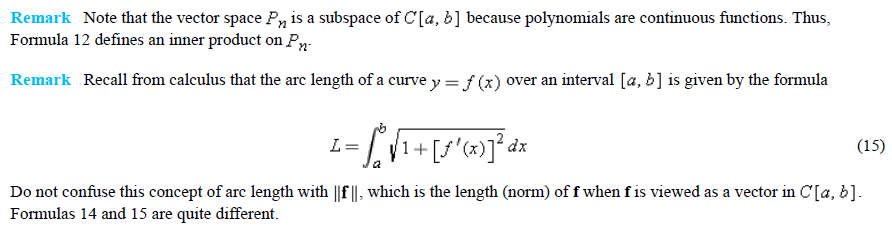 Remark Note that the vector space Pₙ is a subspace of C[a, b] because polynomials are continuous functions. Thus,
Formula 12 defines an inner product on Pₙ.
Remark Recall from calculus that the arc length of a curve y = f (x) over an interval [a, b] is given by the formula
L = ∫ₐᵇ √(1 + [f ′(x)]²) dx (15)
Do not confuse this concept of arc length with ||f ||, which is the length (norm) of f when f is viewed as a vector in C[a, b].
Formulas 14 and 15 are quite different.